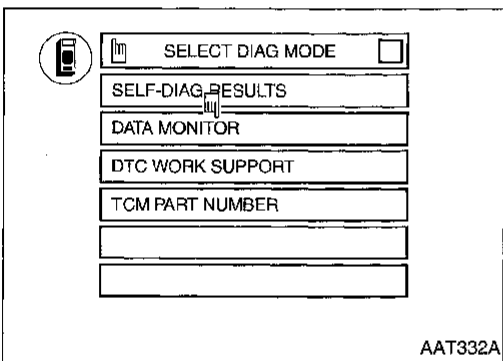 SELECT DIAG MODE
SELF-DIAG RESULTS
DATA MONITOR
DTC WORK SUPPORT
TCM PART NUMBER
AAT332A